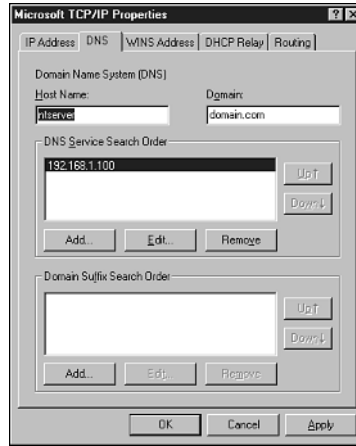 Microsoft TCP/IP Properties
IP Address DNS WINS Address DHCP Relay Routing
Domain Name System (DNS)
Host Name: Domain:
ntserver domain.com
DNS Service Search Order
192.168.1.100
Up↑
Down↓
Add... Edit... Remove
Domain Suffix Search Order
Up↑
Down↓
Add... Edit... Remove
OK Cancel Apply